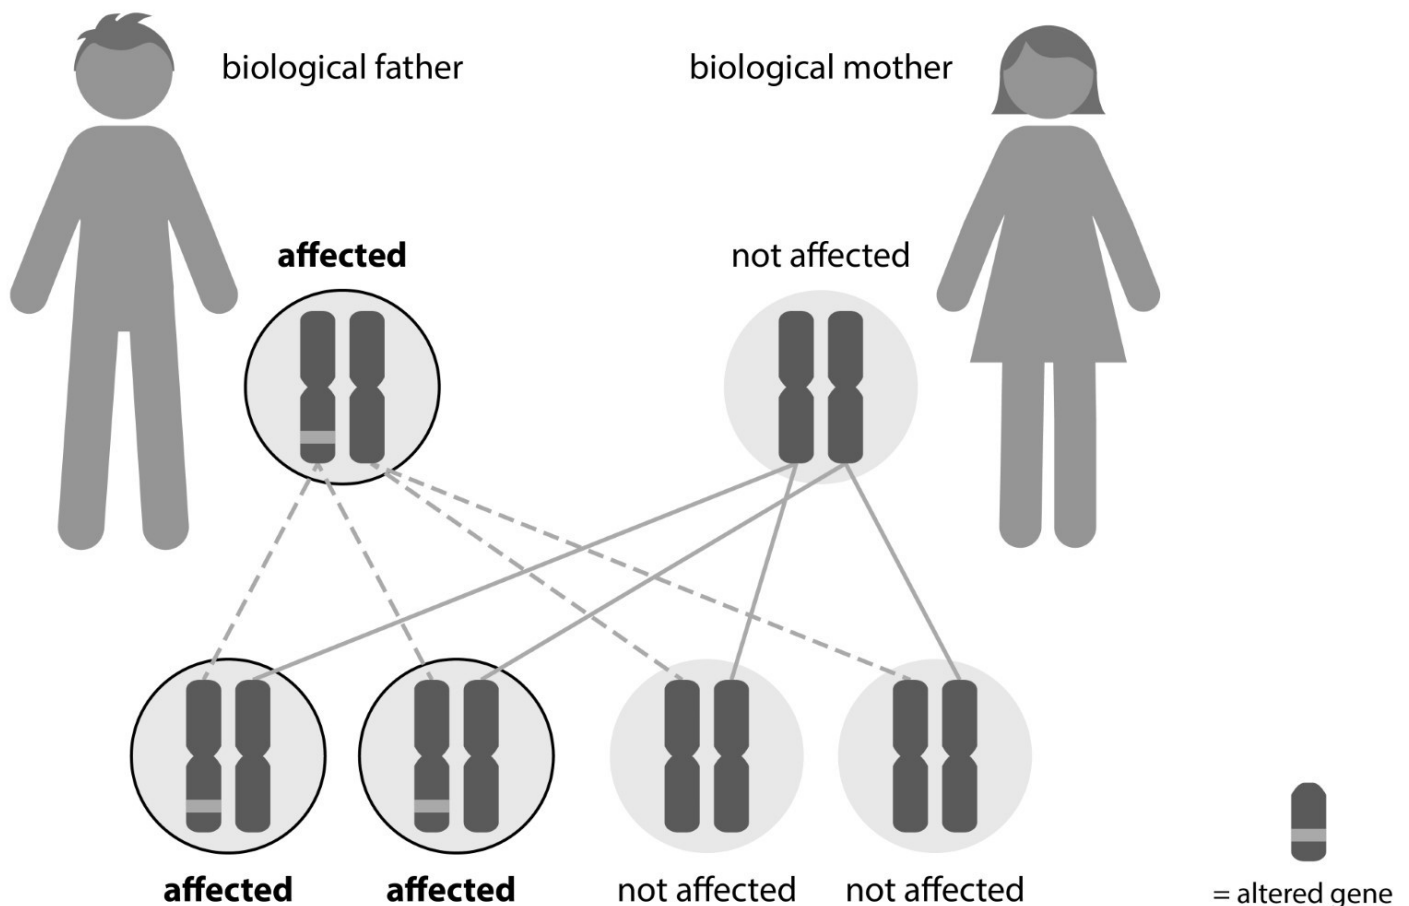 biological father
biological mother
affected
not affected
affected
affected
not affected
not affected
= altered gene